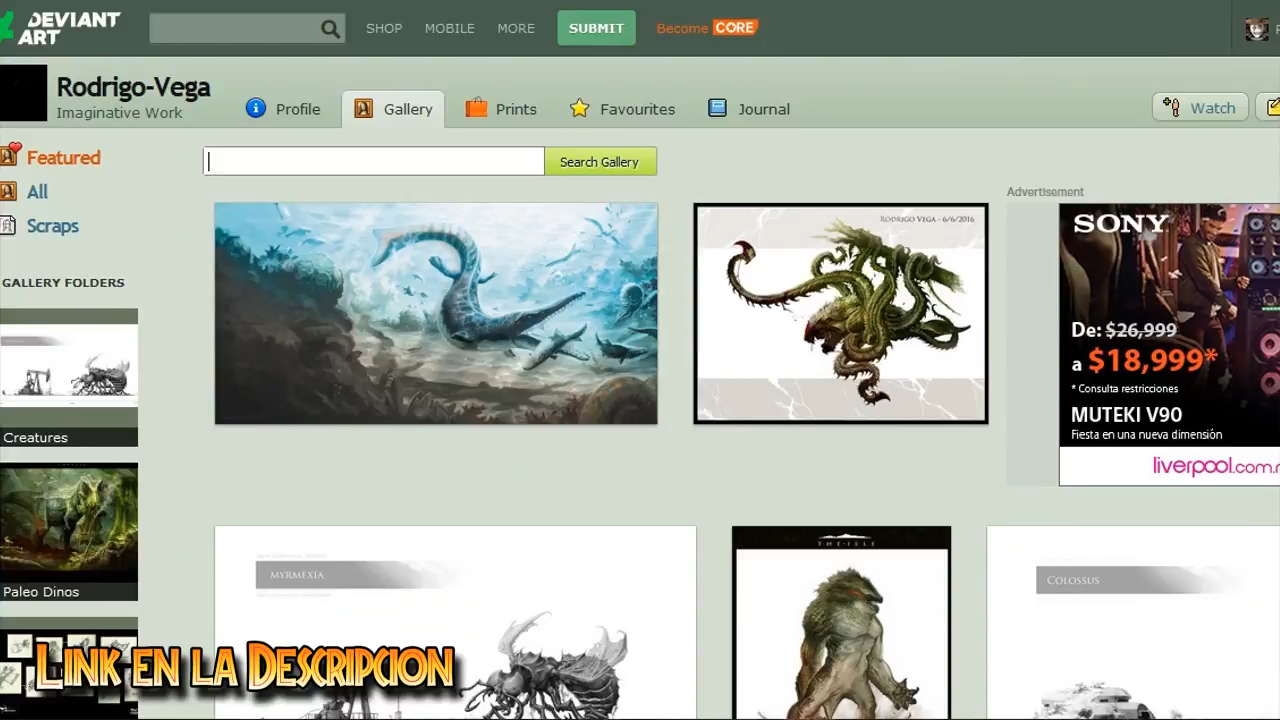 DEVIANT ART
SHOP MOBILE MORE SUBMIT Become CORE
Rodrigo-Vega
Imaginative Work
Profile Gallery Prints Favourites Journal Watch
Featured
Search Gallery
All
Scraps
Advertisement
GALLERY FOLDERS
RODRIGO VEGA - 6/6/2016
SONY
De: $26,999
a $18,999*
* Consulta restricciones
MUTEKI V90
Fiesta en una nueva dimensión
liverpool.com.
Creatures
Paleo Dinos
MYRMEXIA
THE ISLE
COLOSSUS
LINK EN LA DESCRIPCION